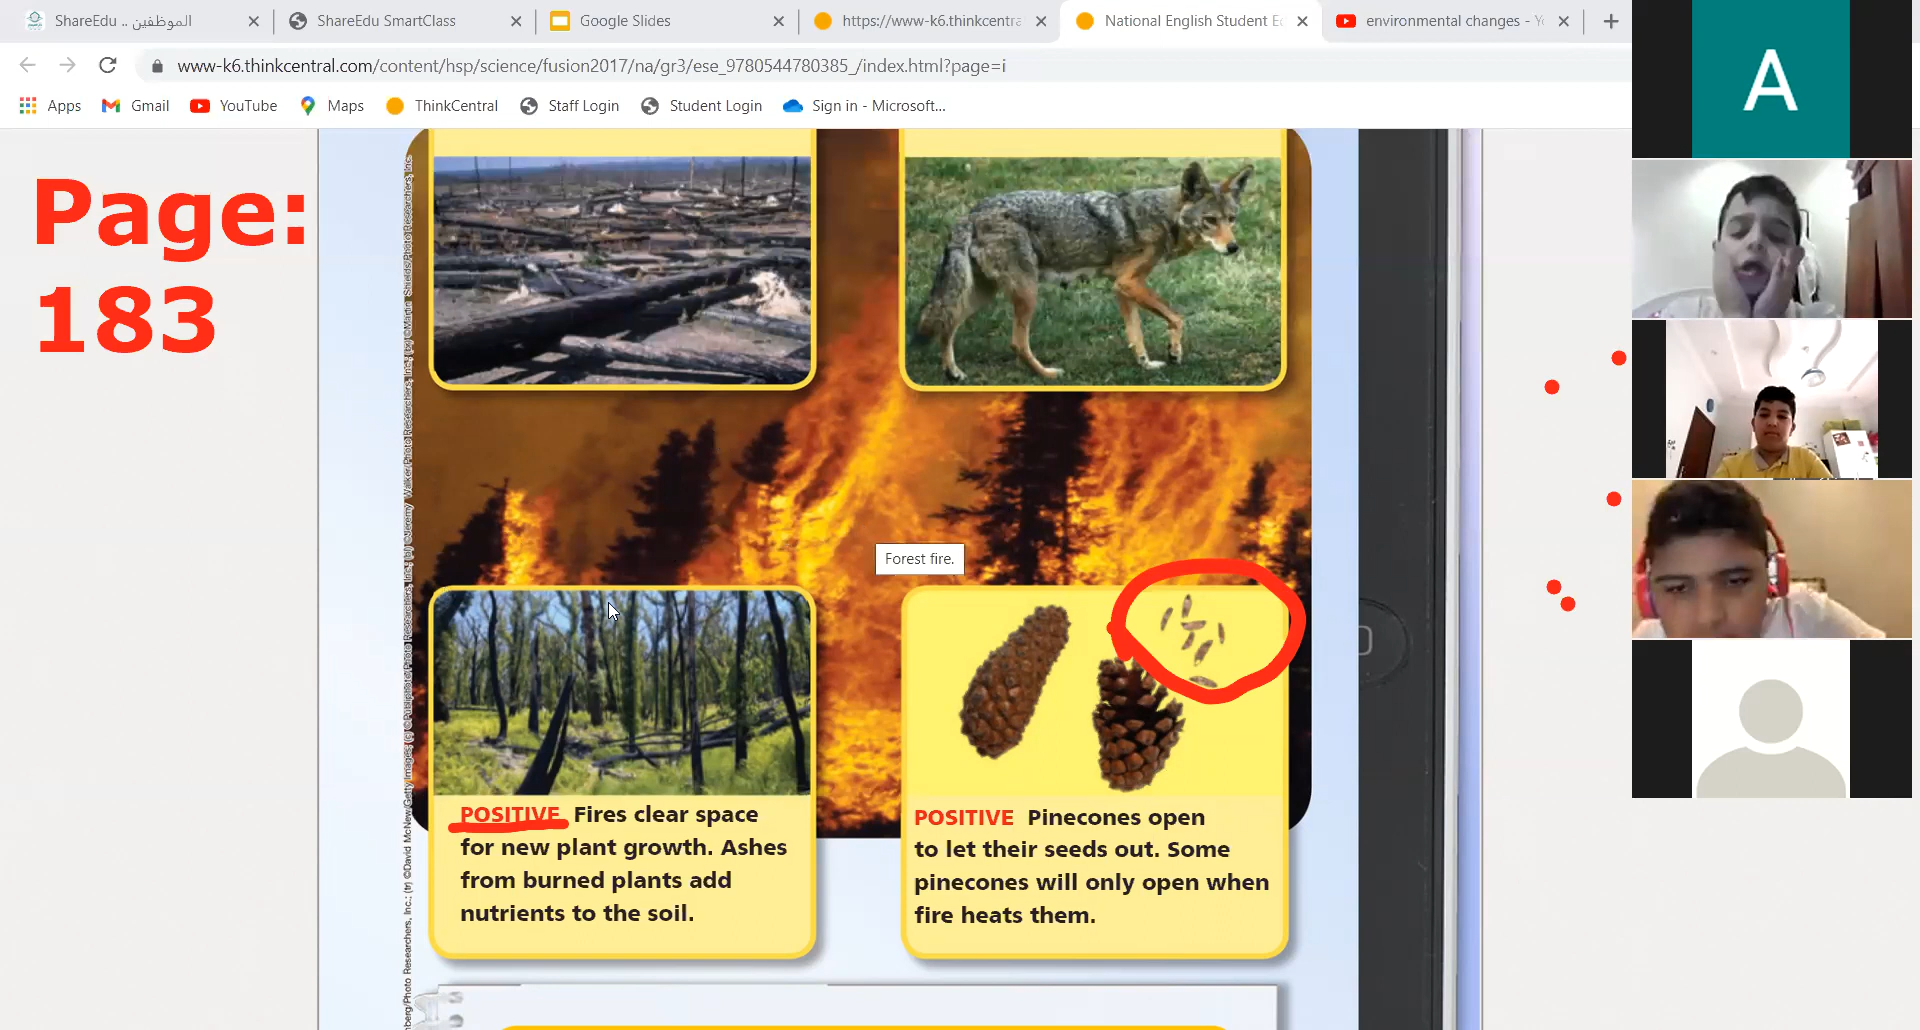 ShareEdu .. الموظفين
ShareEdu SmartClass
Google Slides
https://www-k6.thinkcentra
National English Student Ed
environmental changes - Yo
www-k6.thinkcentral.com/content/hsp/science/fusion2017/na/gr3/ese_9780544780385_/index.html?page=i
Apps
Gmail
YouTube
Maps
ThinkCentral
Staff Login
Student Login
Sign in - Microsoft...
Page:
183
A
Forest fire.
POSITIVE Fires clear space
for new plant growth. Ashes
from burned plants add
nutrients to the soil.
POSITIVE Pinecones open
to let their seeds out. Some
pinecones will only open when
fire heats them.